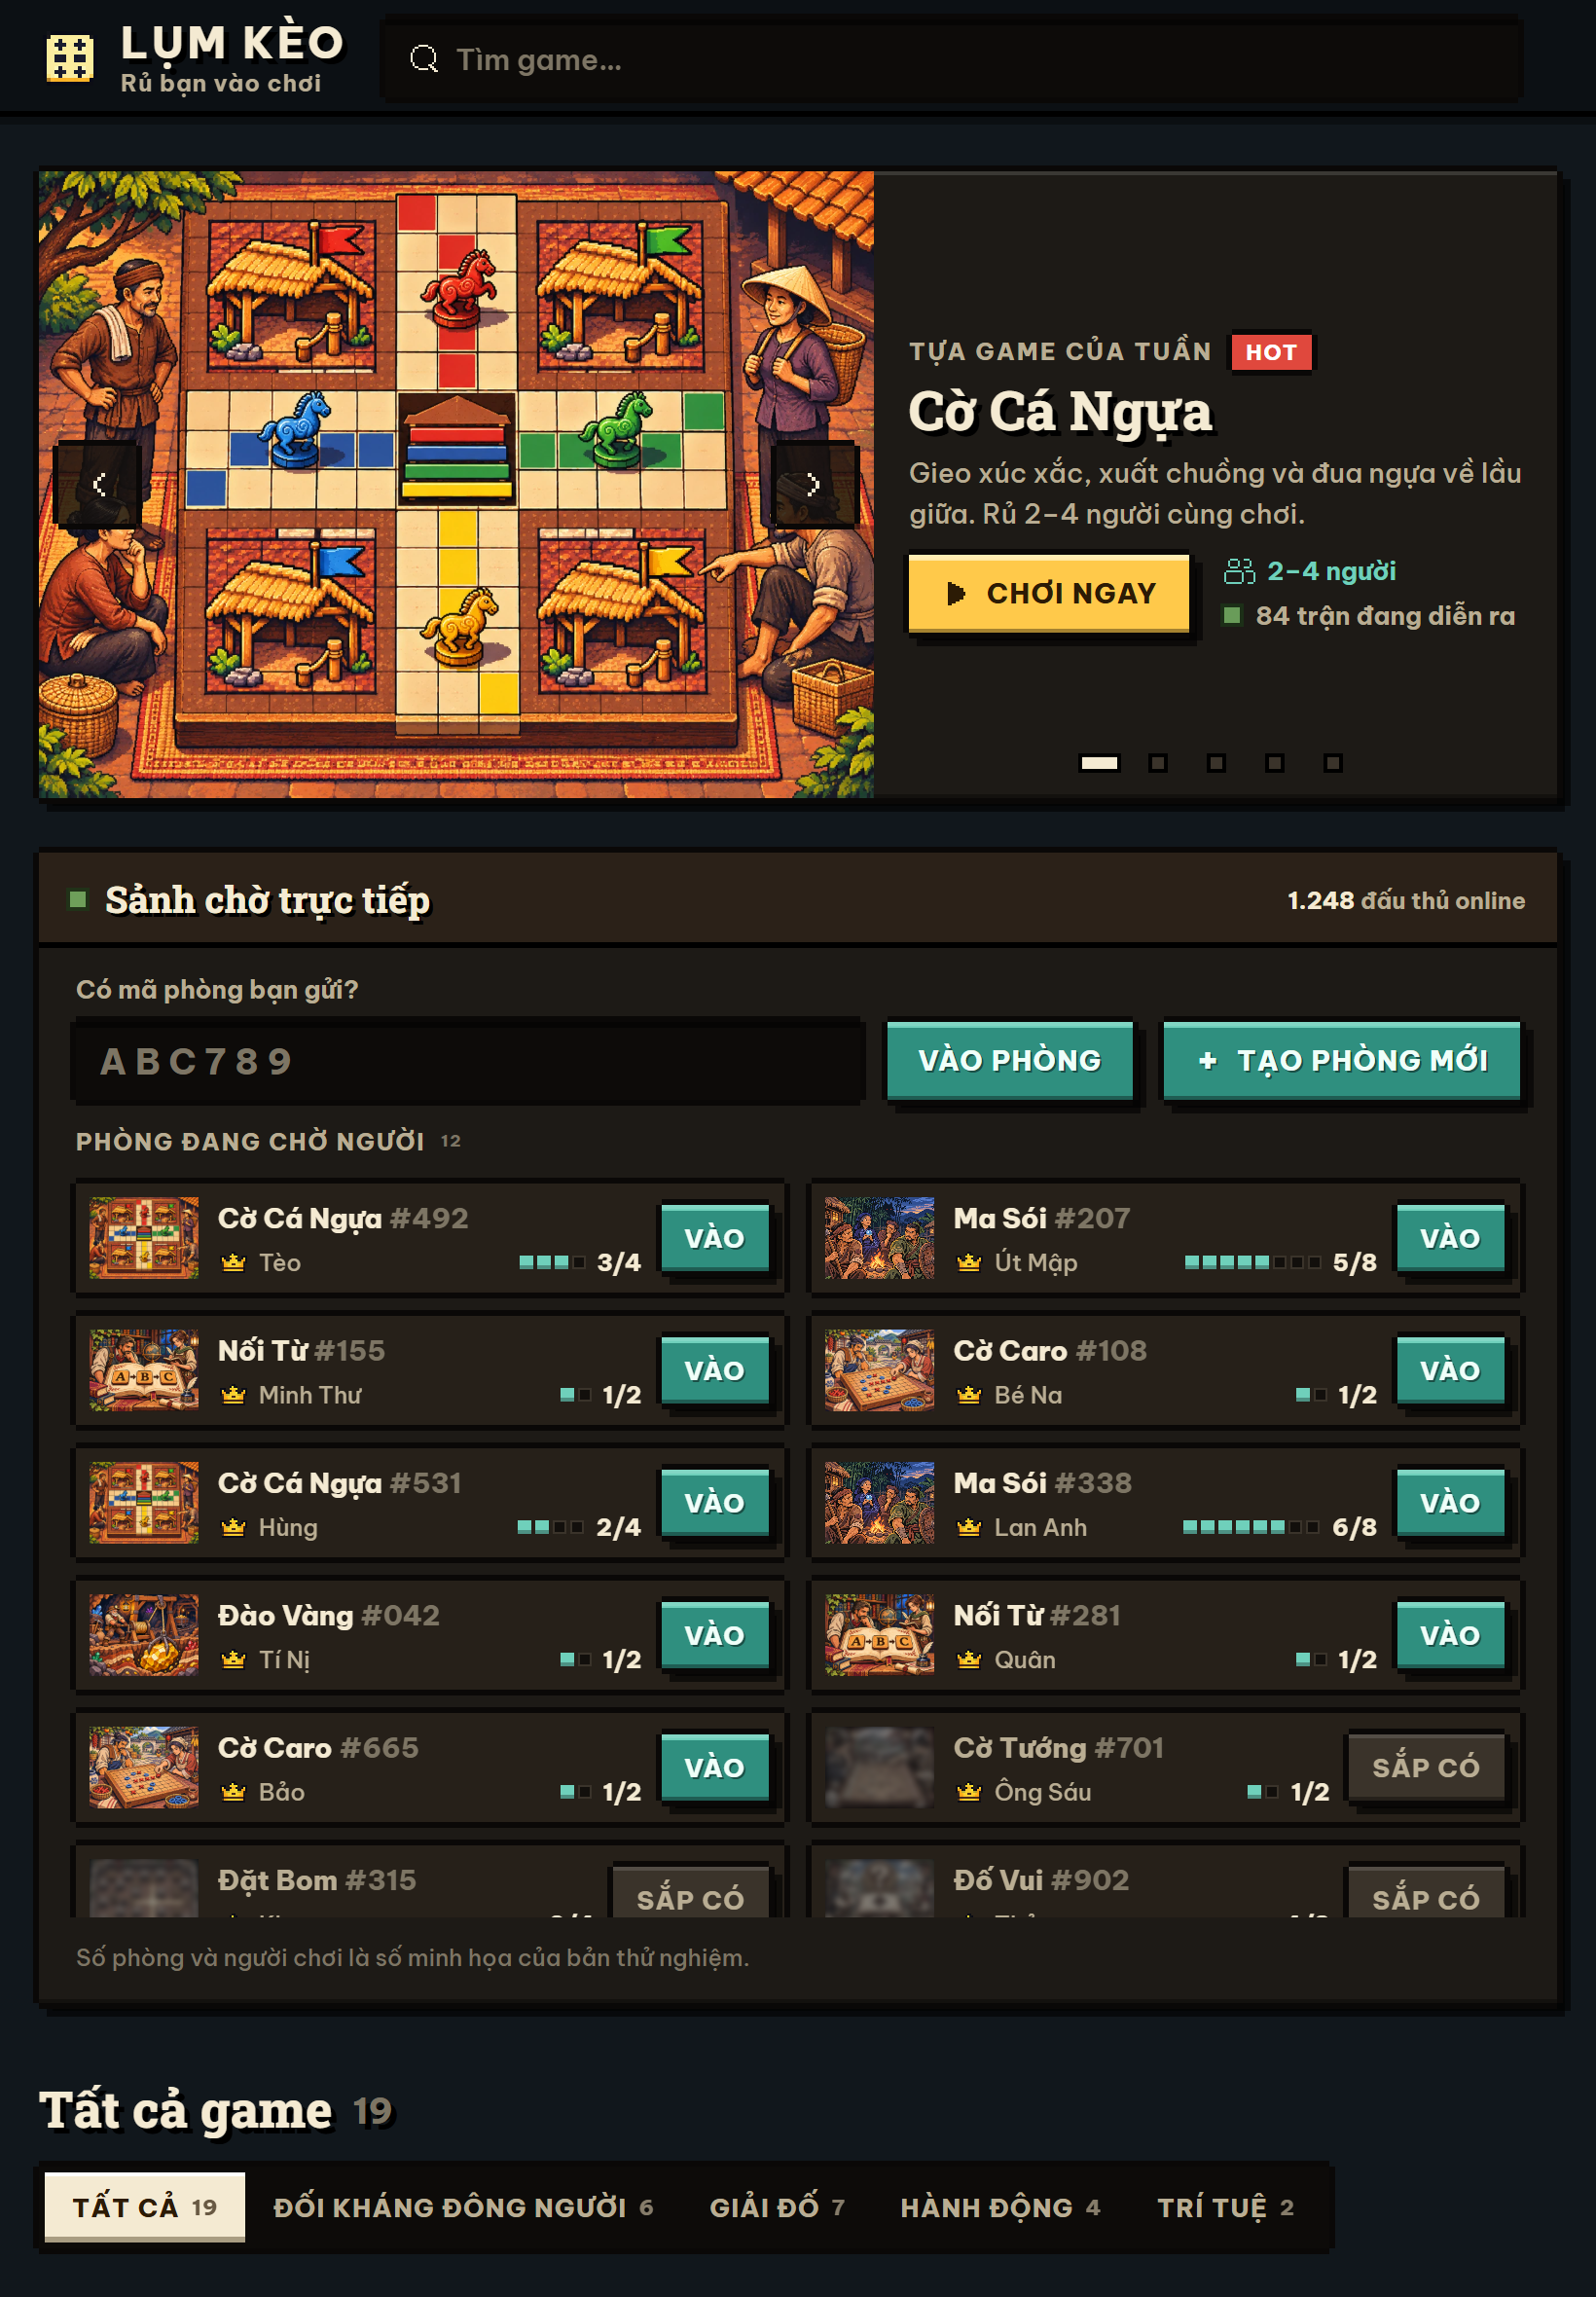 LỤM KÈO
Rủ bạn vào chơi
Tìm game...
TỰA GAME CỦA TUẦN HOT
Cờ Cá Ngựa
Gieo xúc xắc, xuất chuồng và đua ngựa về lầu
giữa. Rủ 2–4 người cùng chơi.
CHƠI NGAY
2–4 người
84 trận đang diễn ra
Sảnh chờ trực tiếp
1.248 đấu thủ online
Có mã phòng bạn gửi?
ABC789
VÀO PHÒNG
+ TẠO PHÒNG MỚI
PHÒNG ĐANG CHỜ NGƯỜI 12
Cờ Cá Ngựa #492
Tèo 3/4
VÀO
Ma Sói #207
Út Mập 5/8
VÀO
A B C
Nối Từ #155
Minh Thư 1/2
VÀO
Cờ Caro #108
Bé Na 1/2
VÀO
Cờ Cá Ngựa #531
Hùng 2/4
VÀO
Ma Sói #338
Lan Anh 6/8
VÀO
Đào Vàng #042
Tí Nị 1/2
VÀO
A B C
Nối Từ #281
Quân 1/2
VÀO
Cờ Caro #665
Bảo 1/2
VÀO
Cờ Tướng #701
Ông Sáu 1/2
SẮP CÓ
Đặt Bom #315
SẮP CÓ
Đố Vui #902
SẮP CÓ
Số phòng và người chơi là số minh họa của bản thử nghiệm.
Tất cả game 19
TẤT CẢ 19
ĐỐI KHÁNG ĐÔNG NGƯỜI 6
GIẢI ĐỐ 7
HÀNH ĐỘNG 4
TRÍ TUỆ 2